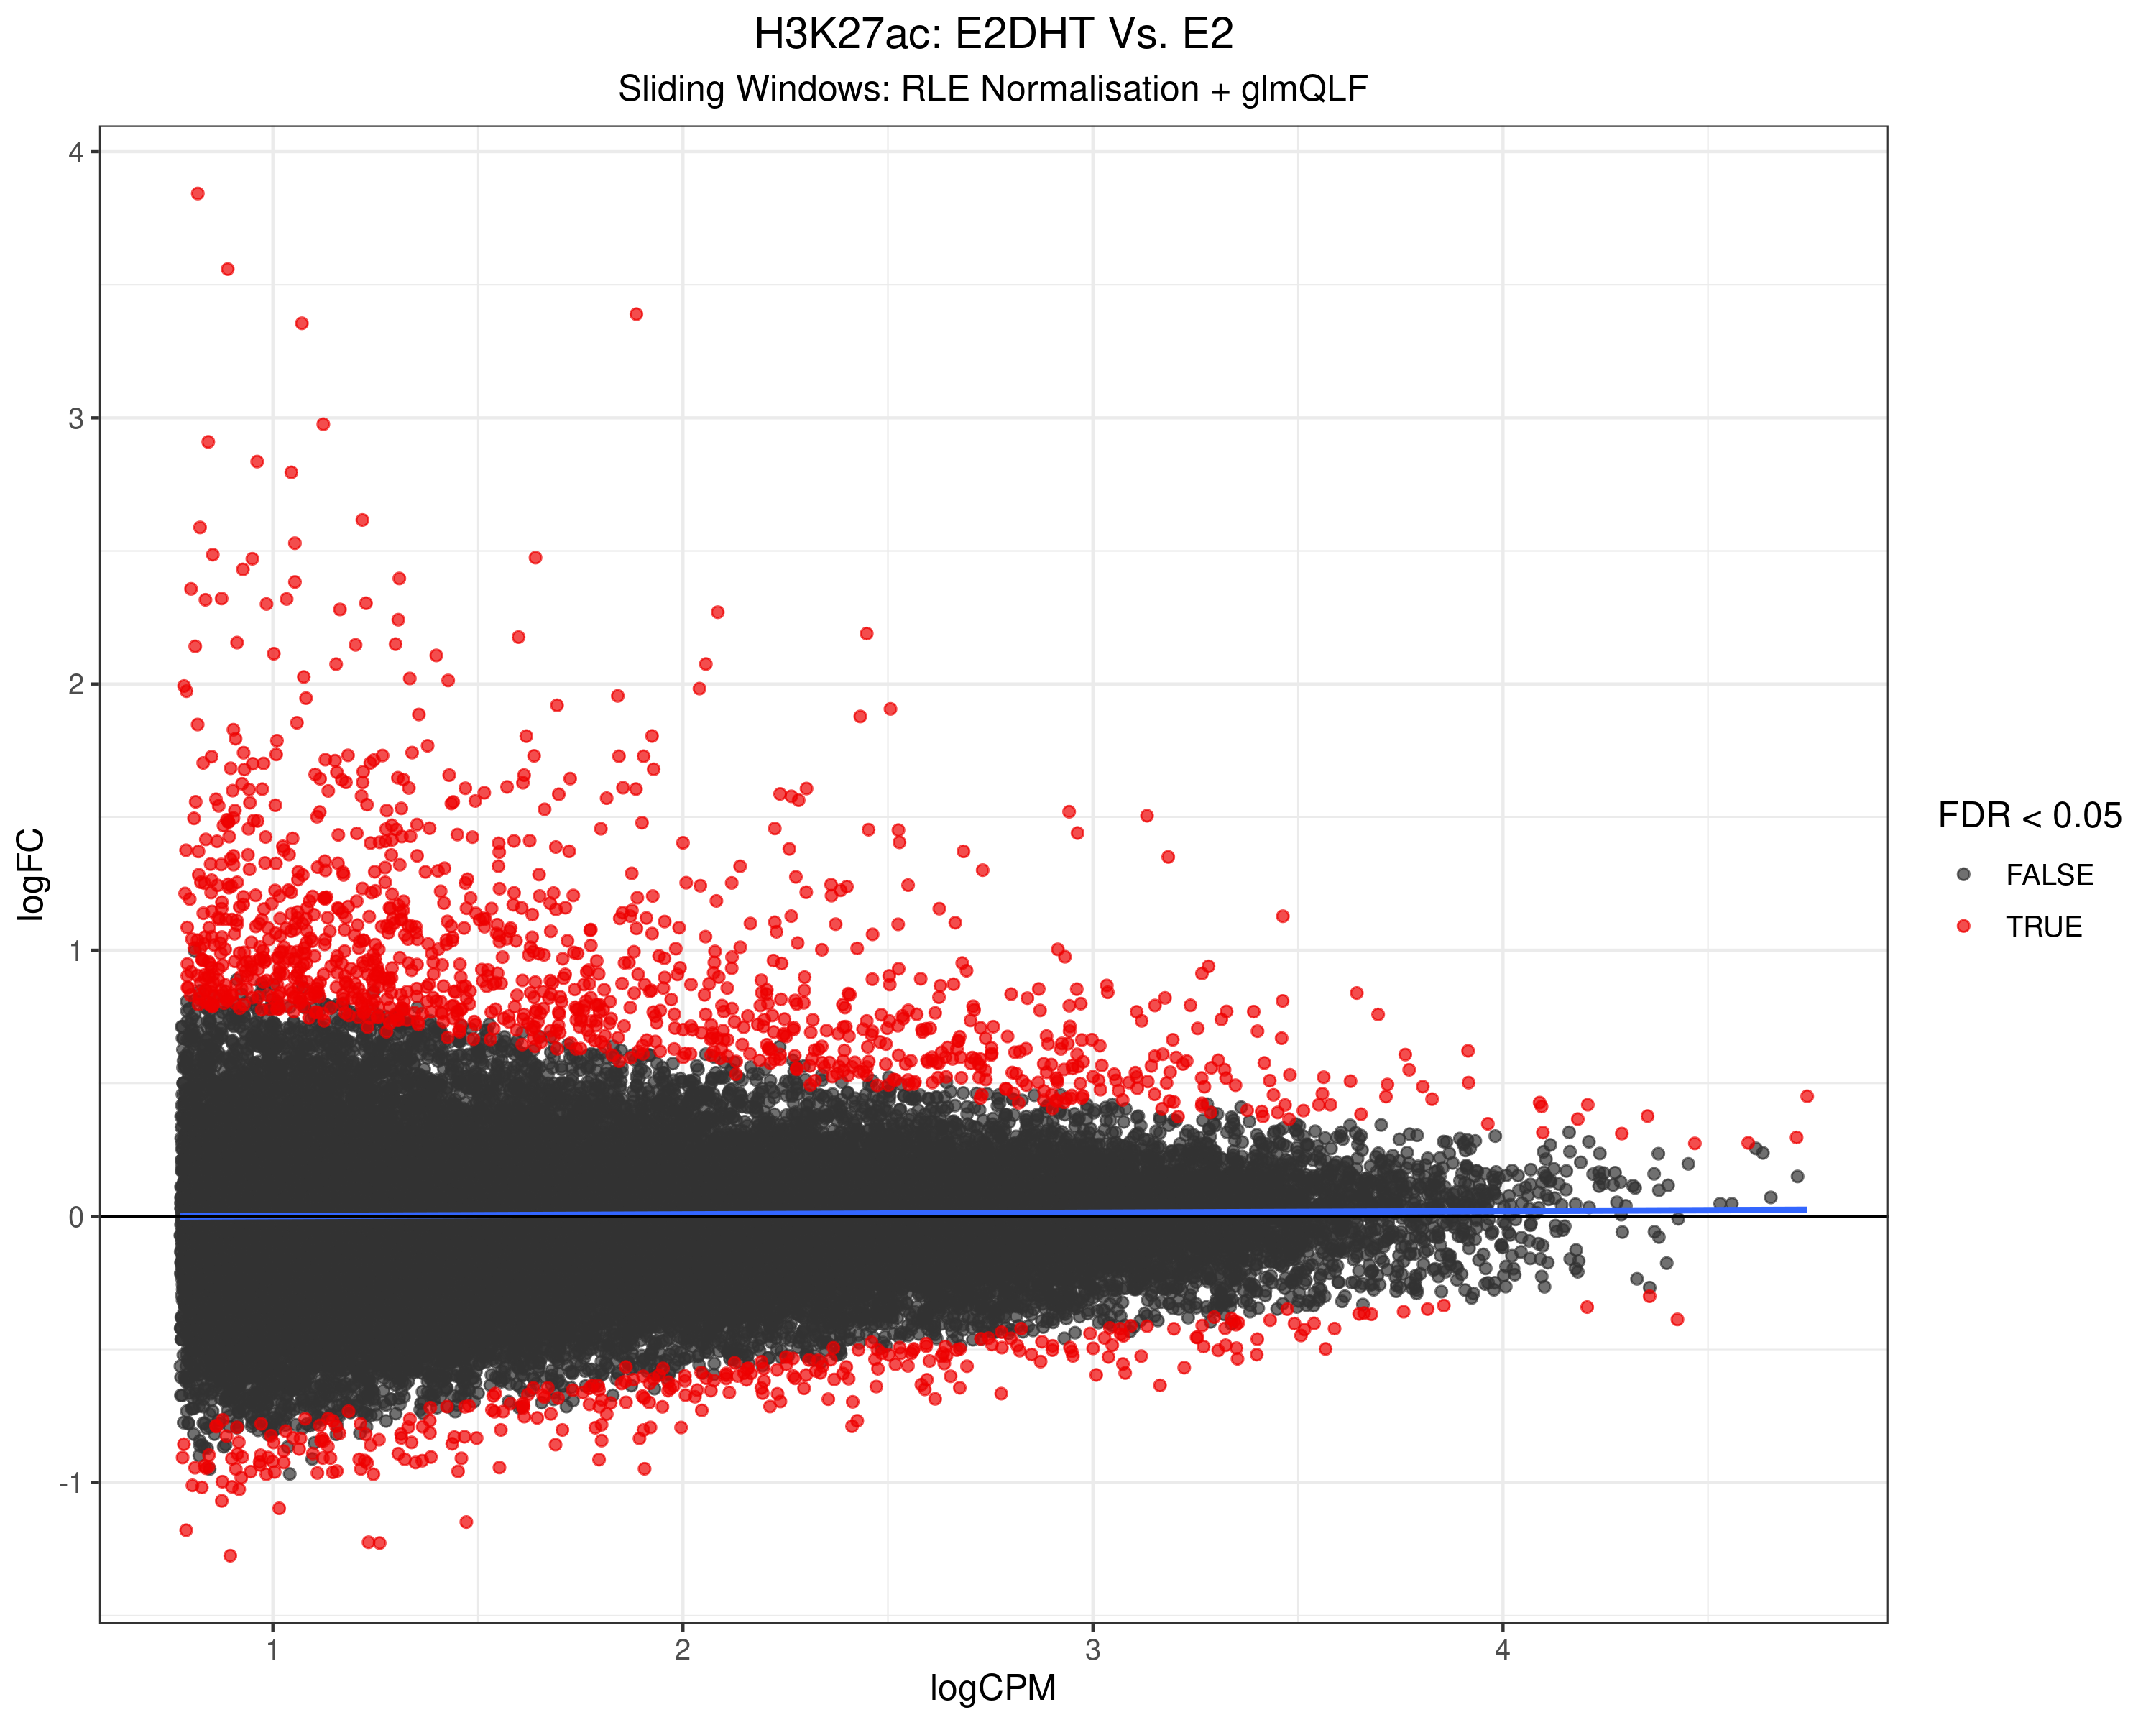 H3K27ac: E2DHT Vs. E2
Sliding Windows: RLE Normalisation + glmQLF
4
3
2
1
0
-1
logFC
1
2
3
4
logCPM
FDR < 0.05
FALSE
TRUE